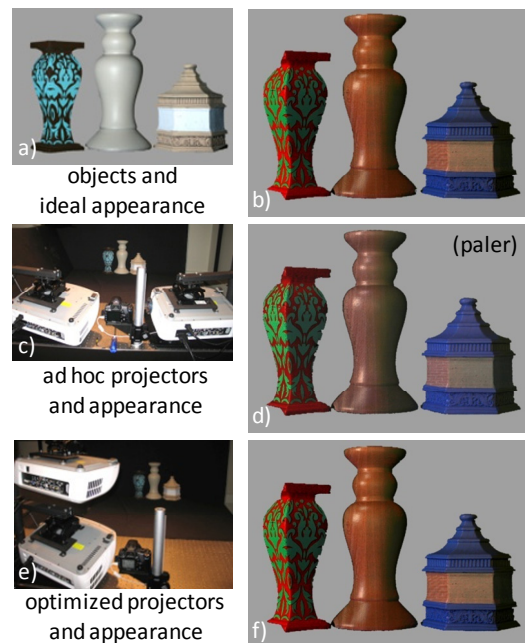 a)
objects and
ideal appearance
b)
c)
ad hoc projectors
and appearance
(paler)
d)
e)
optimized projectors
and appearance
f)